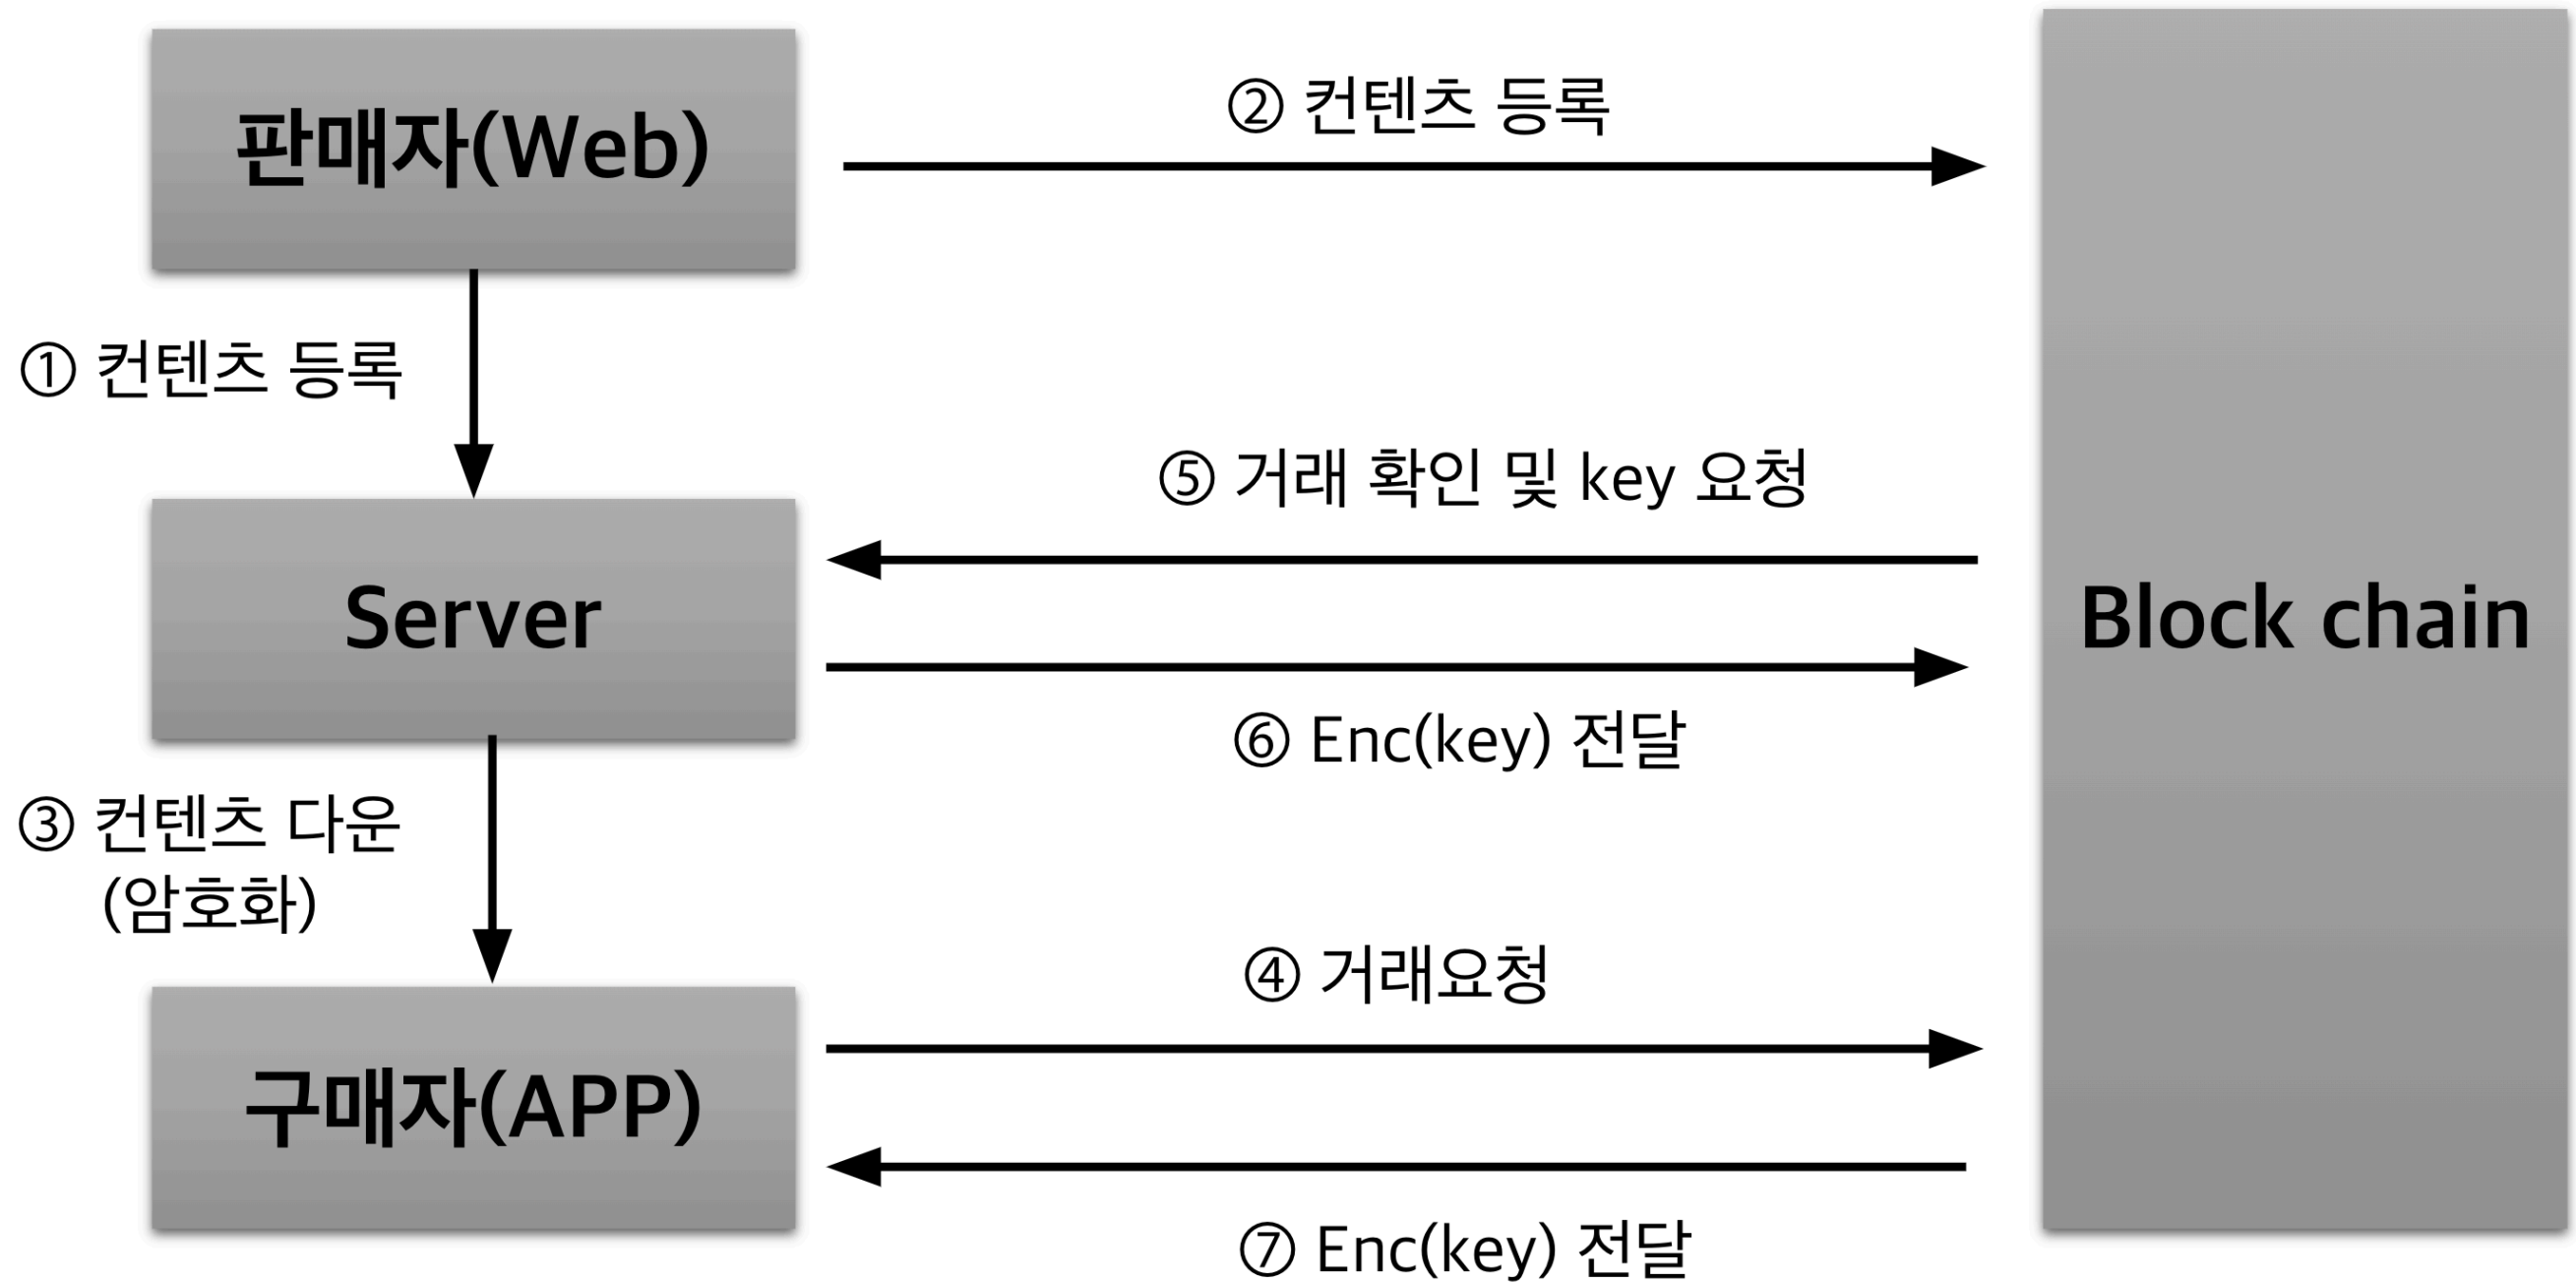 판매자(Web)
② 컨텐츠 등록
① 컨텐츠 등록
⑤ 거래 확인 및 key 요청
Server
Block chain
⑥ Enc(key) 전달
③ 컨텐츠 다운
(암호화)
④ 거래요청
구매자(APP)
⑦ Enc(key) 전달